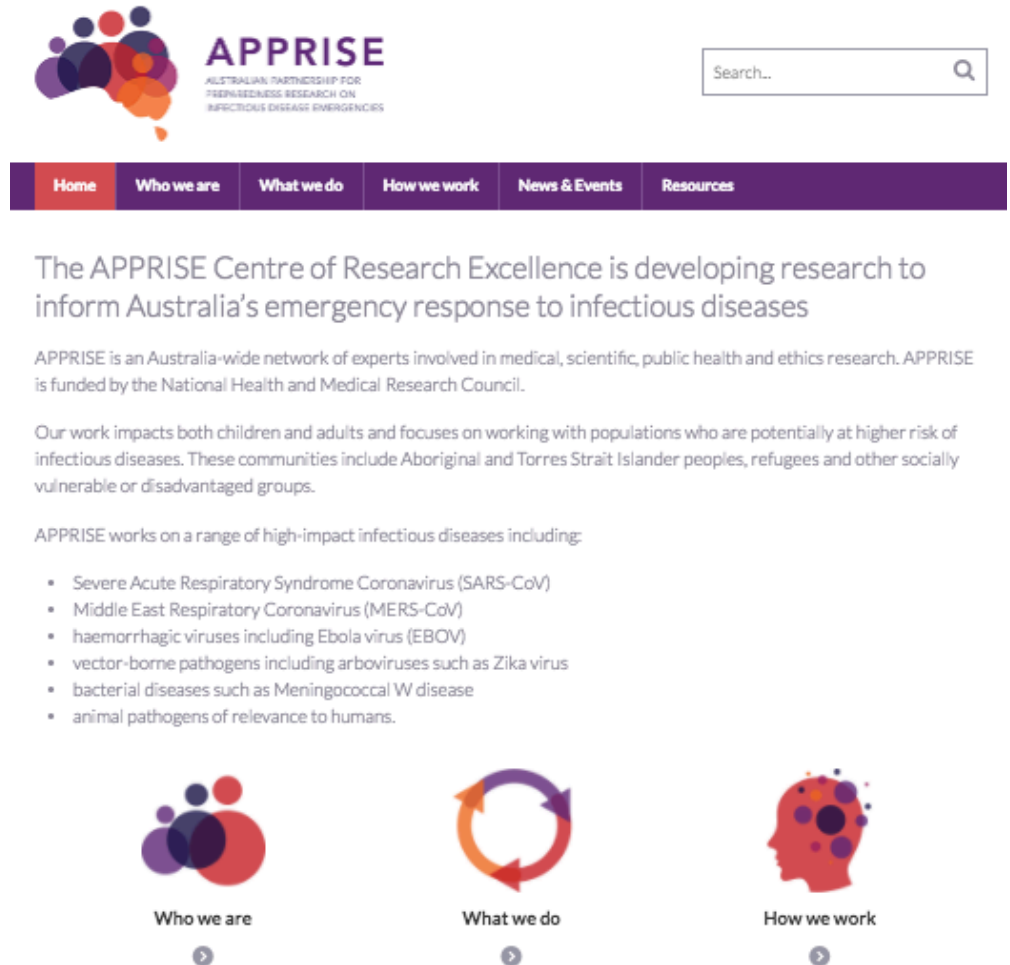 APPRISE
AUSTRALIAN PARTNERSHIP FOR
PREPAREDNESS RESEARCH ON
INFECTIOUS DISEASE EMERGENCIES
Search...
Home Who we are What we do How we work News & Events Resources
The APPRISE Centre of Research Excellence is developing research to
inform Australia's emergency response to infectious diseases
APPRISE is an Australia-wide network of experts involved in medical, scientific, public health and ethics research. APPRISE
is funded by the National Health and Medical Research Council.
Our work impacts both children and adults and focuses on working with populations who are potentially at higher risk of
infectious diseases. These communities include Aboriginal and Torres Strait Islander peoples, refugees and other socially
vulnerable or disadvantaged groups.
APPRISE works on a range of high-impact infectious diseases including:
• Severe Acute Respiratory Syndrome Coronavirus (SARS-CoV)
• Middle East Respiratory Coronavirus (MERS-CoV)
• haemorrhagic viruses including Ebola virus (EBOV)
• vector-borne pathogens including arboviruses such as Zika virus
• bacterial diseases such as Meningococcal W disease
• animal pathogens of relevance to humans.
Who we are What we do How we work